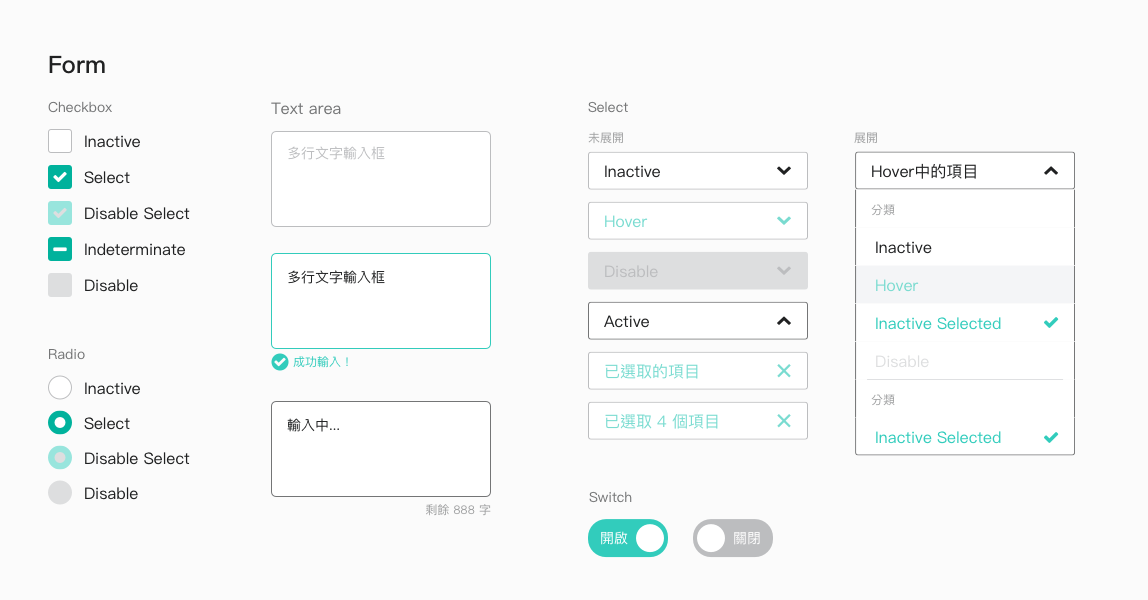 Form
Checkbox
Inactive
Select
Disable Select
Indeterminate
Disable
Radio
Inactive
Select
Disable Select
Disable
Text area
多行文字輸入框
多行文字輸入框
成功輸入！
輸入中...
剩餘 888 字
Select
未展開
Inactive
Hover
Disable
Active
已選取的項目
已選取 4 個項目
展開
Hover中的項目
分類
Inactive
Hover
Inactive Selected
Disable
分類
Inactive Selected
Switch
開啟
關閉